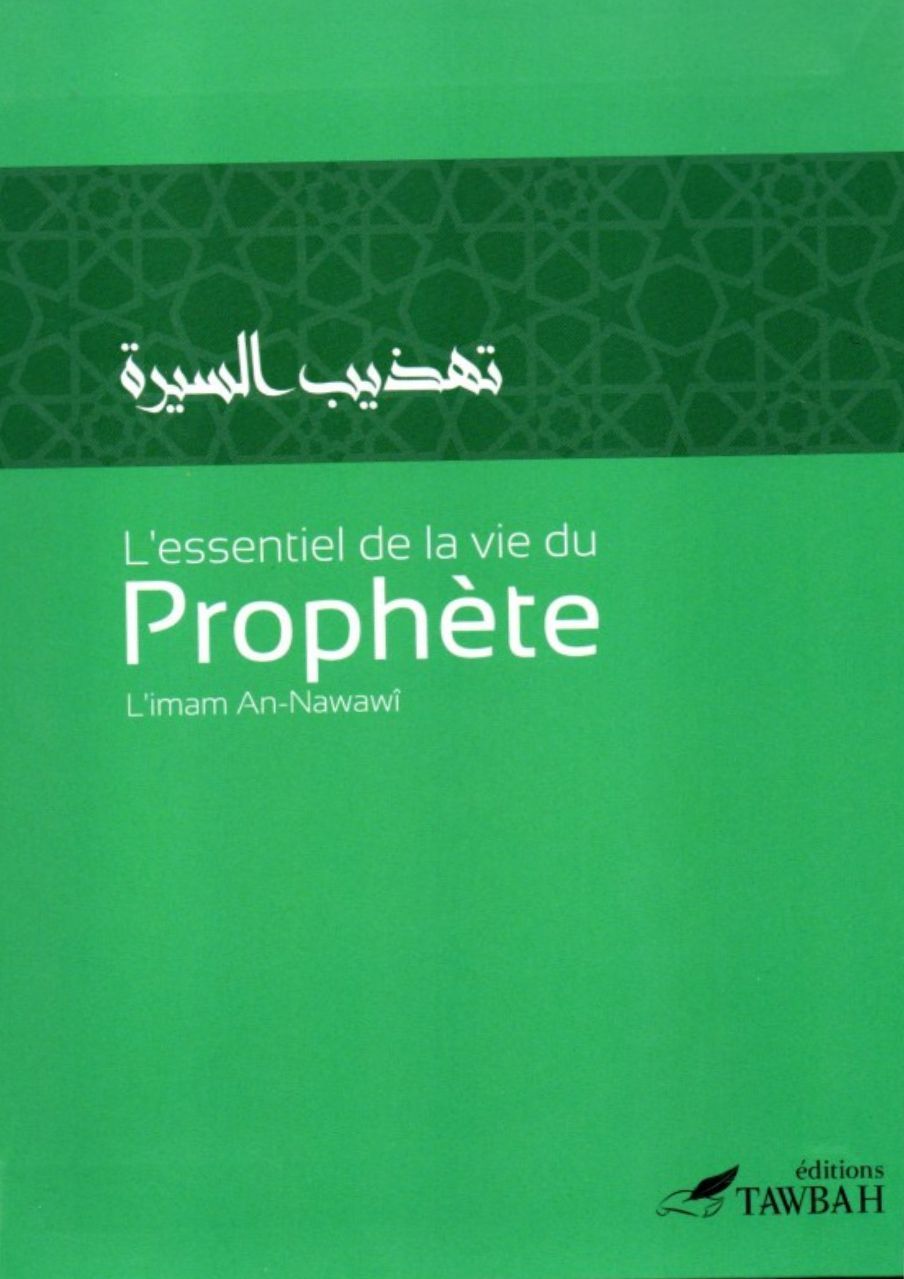 تهذيب السيرة
L'essentiel de la vie du
Prophète
L'imam An-Nawawî
éditions
TAWBAH